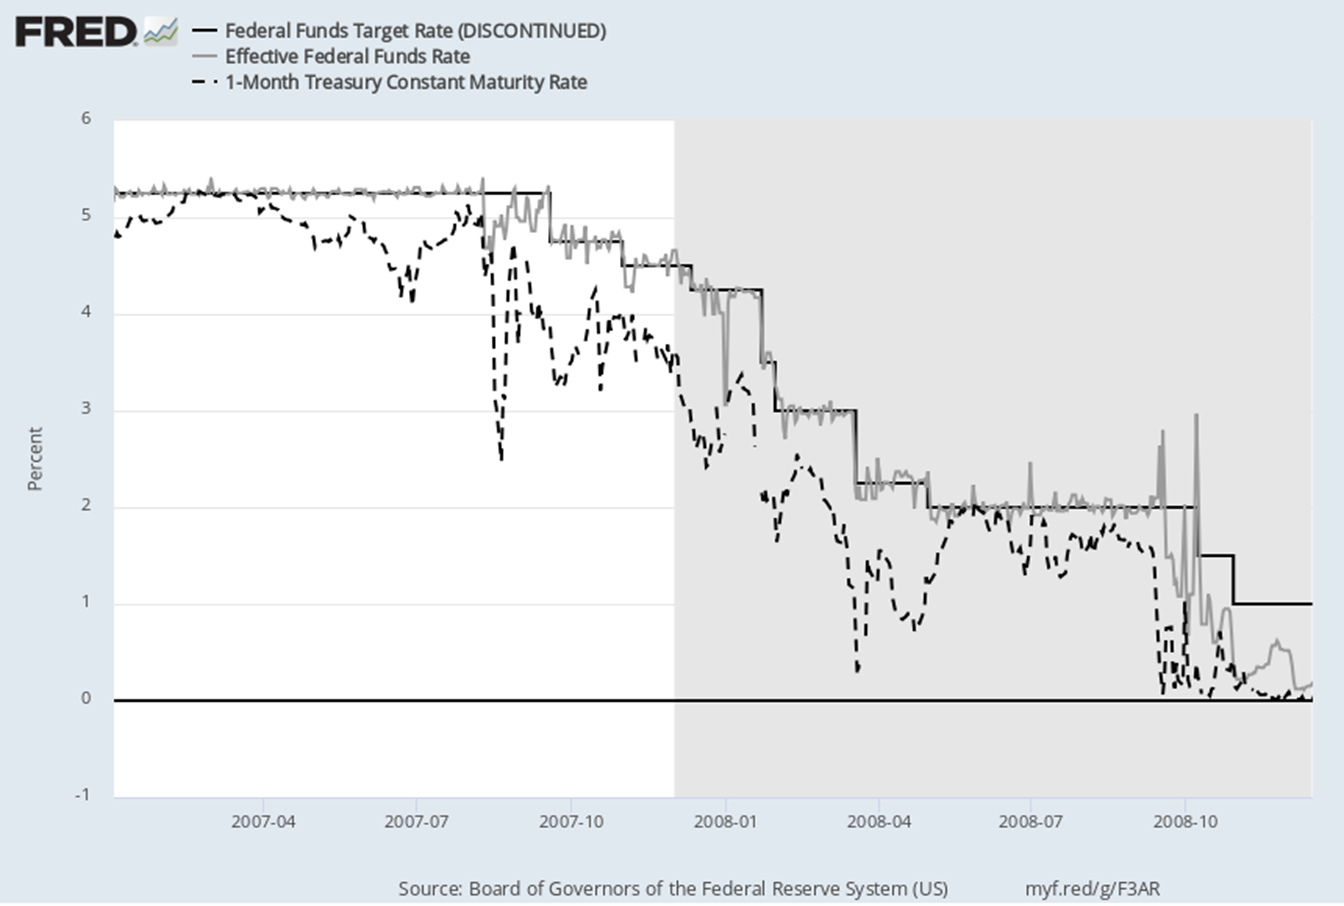 FRED
Federal Funds Target Rate (DISCONTINUED)
Effective Federal Funds Rate
1-Month Treasury Constant Maturity Rate
6
5
4
3
2
1
0
-1
Percent
2007-04 2007-07 2007-10 2008-01 2008-04 2008-07 2008-10
Source: Board of Governors of the Federal Reserve System (US) myf.red/g/F3AR